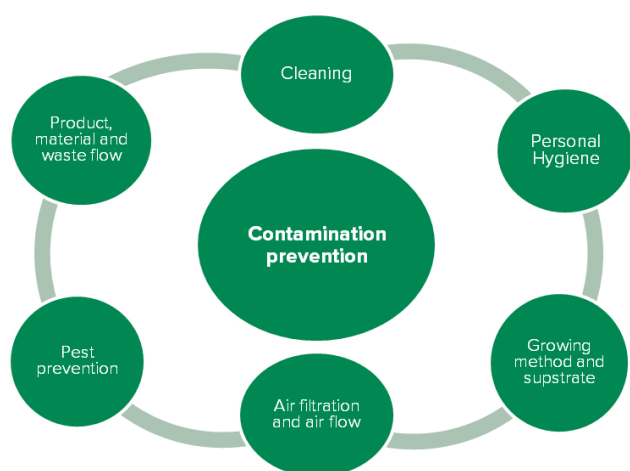 Cleaning
Personal
Hygiene
Growing
method and
supstrate
Air filtration
and air flow
Pest
prevention
Product,
material and
waste flow
Contamination
prevention